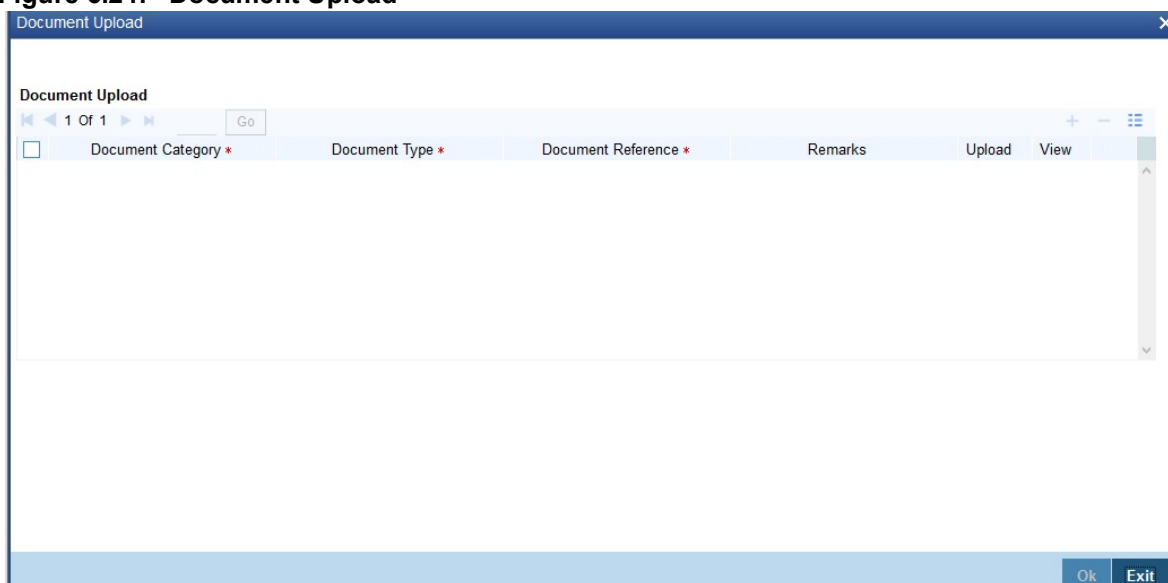 Document Upload
Document Upload
1 Of 1 Go
Document Category * Document Type * Document Reference * Remarks Upload View
Ok Exit